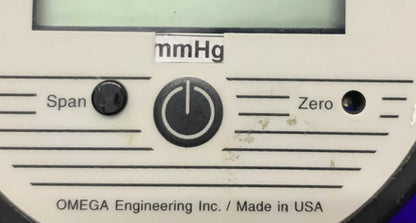 mmHg
Span
Zero
OMEGA Engineering Inc. / Made in USA